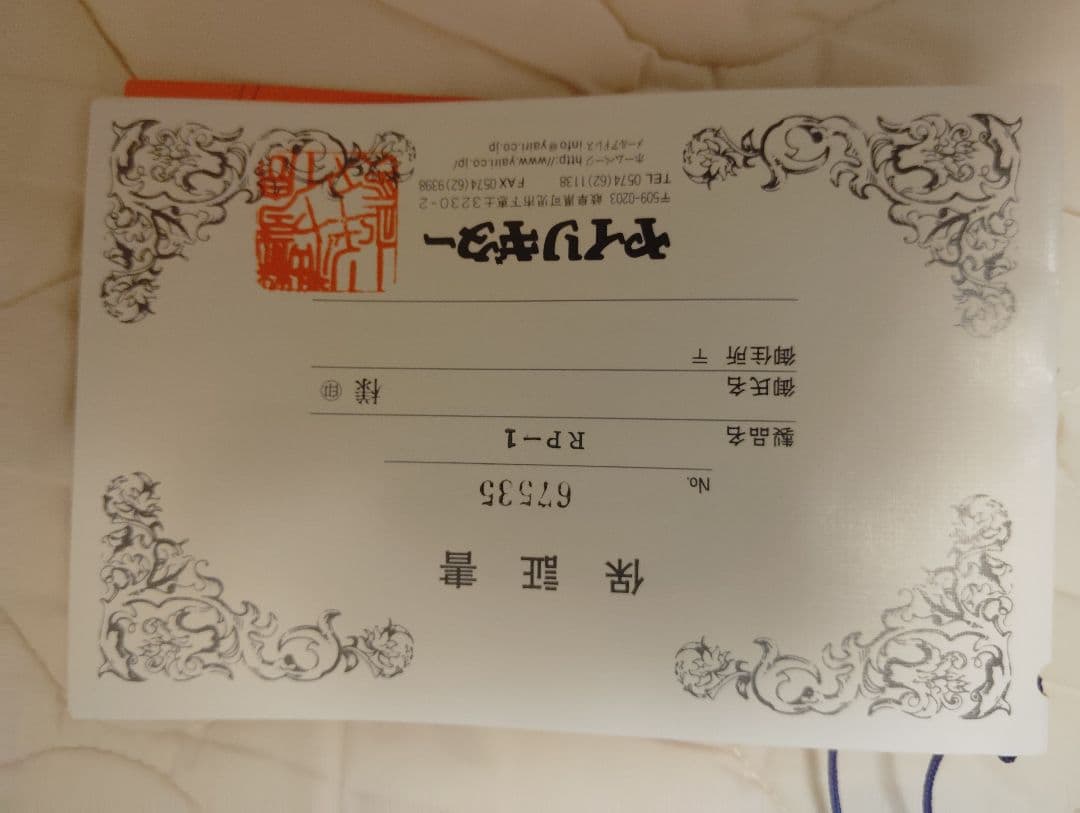 保証書
No. 67535
製品名 RP-1
御氏名 様 ㊞
御住所 〒
ヤイリギター
〒509-0203 岐阜県可児市下恵土3230-2
TEL 0574(62)1138 FAX 0574(62)9398
ホームページ http://www.yairi.co.jp/
メールアドレス info@yairi.co.jp